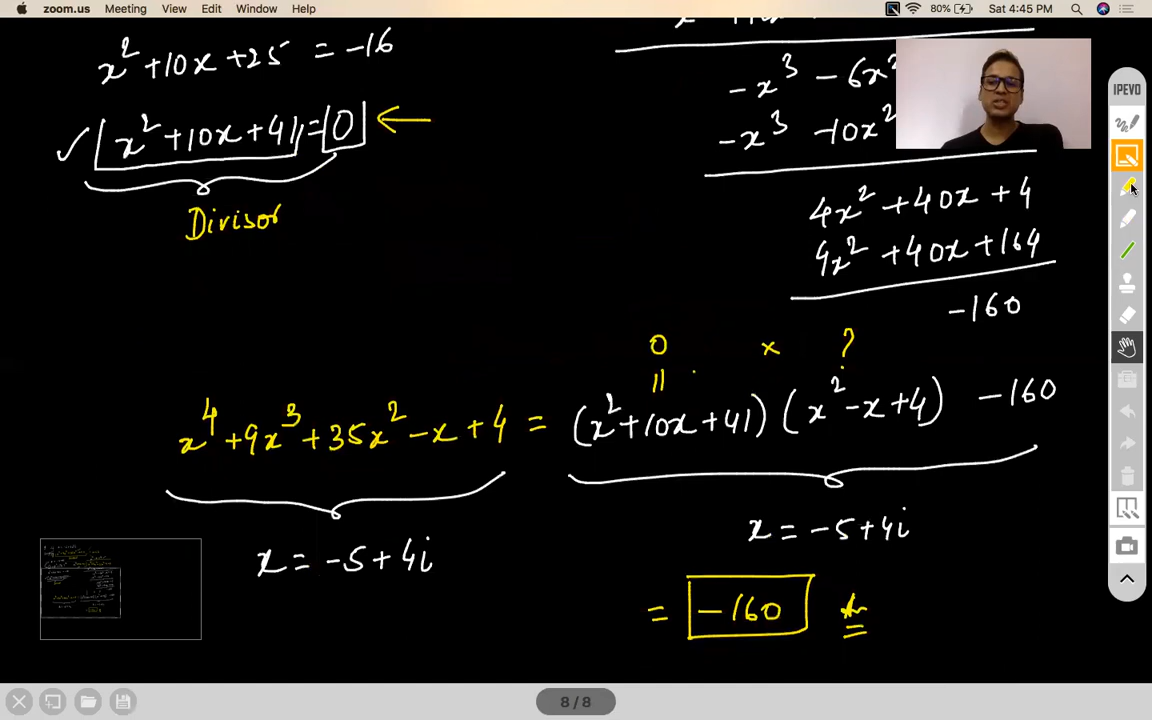 zoom.us Meeting View Edit Window Help 80% Sat 4:45 PM
x² +10x +25 = -16
✓ x² +10x + 41 = 0 ←
Divisor
-x³ - 6x²
-x³ -10x²
4x² +40x + 4
4x² +40x +164
-160
0 × ?
||
x⁴ +9x³ +35x² -x +4 = (x² +10x +41) (x² -x +4) -160
x = -5 + 4i
x = -5 +4i
= -160
IPEVO
8 / 8